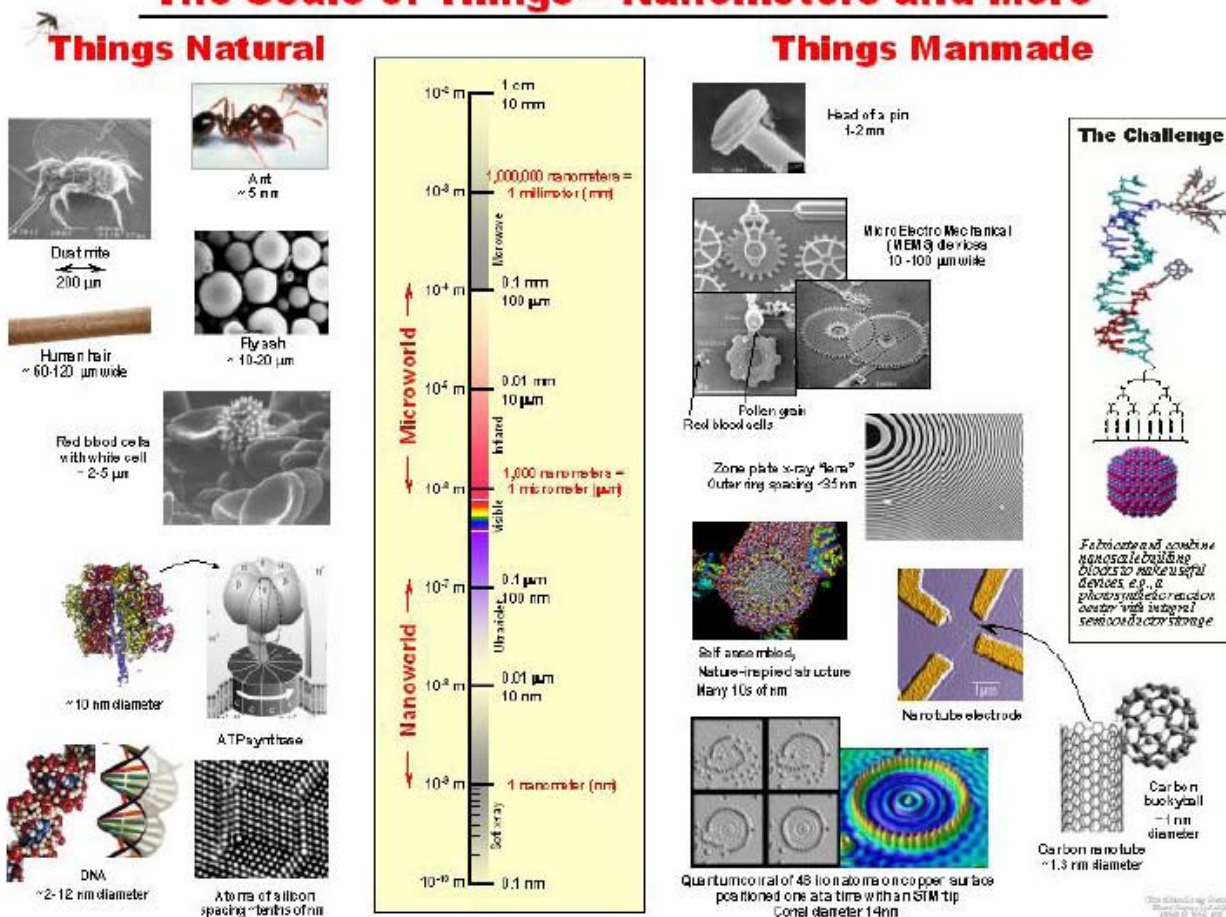 The Scale of Things – Nanometers and More
Things Natural
Things Manmade
Ant
~ 5 mm
Dust mite
200 µm
Human hair
~ 60-120 µm wide
Fly ash
~ 10-20 µm
Red blood cells
with white cell
~ 2-5 µm
~10 nm diameter
ATP synthase
DNA
~2-12 nm diameter
Atoms of silicon
spacing ~tenths of nm
10⁻² m
1 cm
10 mm
1,000,000 nanometers =
10⁻³ m
1 millimeter (mm)
Microwave
0.1 mm
10⁻⁴ m
100 µm
Microworld
0.01 mm
10⁻⁵ m
10 µm
Infrared
1,000 nanometers =
10⁻⁶ m
1 micrometer (µm)
Visible
0.1 µm
10⁻⁷ m
100 nm
Ultraviolet
Nanoworld
0.01 µm
10⁻⁸ m
10 nm
10⁻⁹ m
1 nanometer (nm)
Soft x-ray
10⁻¹⁰ m
0.1 nm
Head of a pin
1-2 mm
MicroElectroMechanical
(MEMS) devices
10 -100 µm wide
Pollen grain
Red blood cells
Zone plate x-ray "lens"
Outer ring spacing ~35 nm
Self-assembled,
Nature-inspired structure
Many 10s of nm
1µm
Nanotube electrode
Carbon
buckyball
~1 nm
diameter
Carbon nanotube
~1.3 nm diameter
Quantum corral of 48 iron atoms on copper surface
positioned one at a time with an STM tip
Corral diameter 14 nm
The Challenge
Fabricate and combine
nanoscale building
blocks to make useful
devices, e.g., a
photosynthetic reaction
center with integral
semiconductor storage.